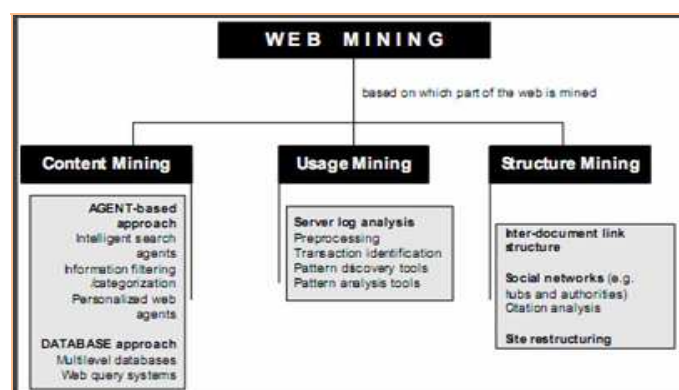 WEB MINING
based on which part of the web is mined
Content Mining
AGENT-based
approach
Intelligent search
agents
Information filtering
/categorization
Personalized web
agents
DATABASE approach
Multilevel databases
Web query systems
Usage Mining
Server log analysis
Preprocessing
Transaction identification
Pattern discovery tools
Pattern analysis tools
Structure Mining
Inter-document link
structure
Social networks (e.g.
hubs and authorities)
Citation analysis
Site restructuring